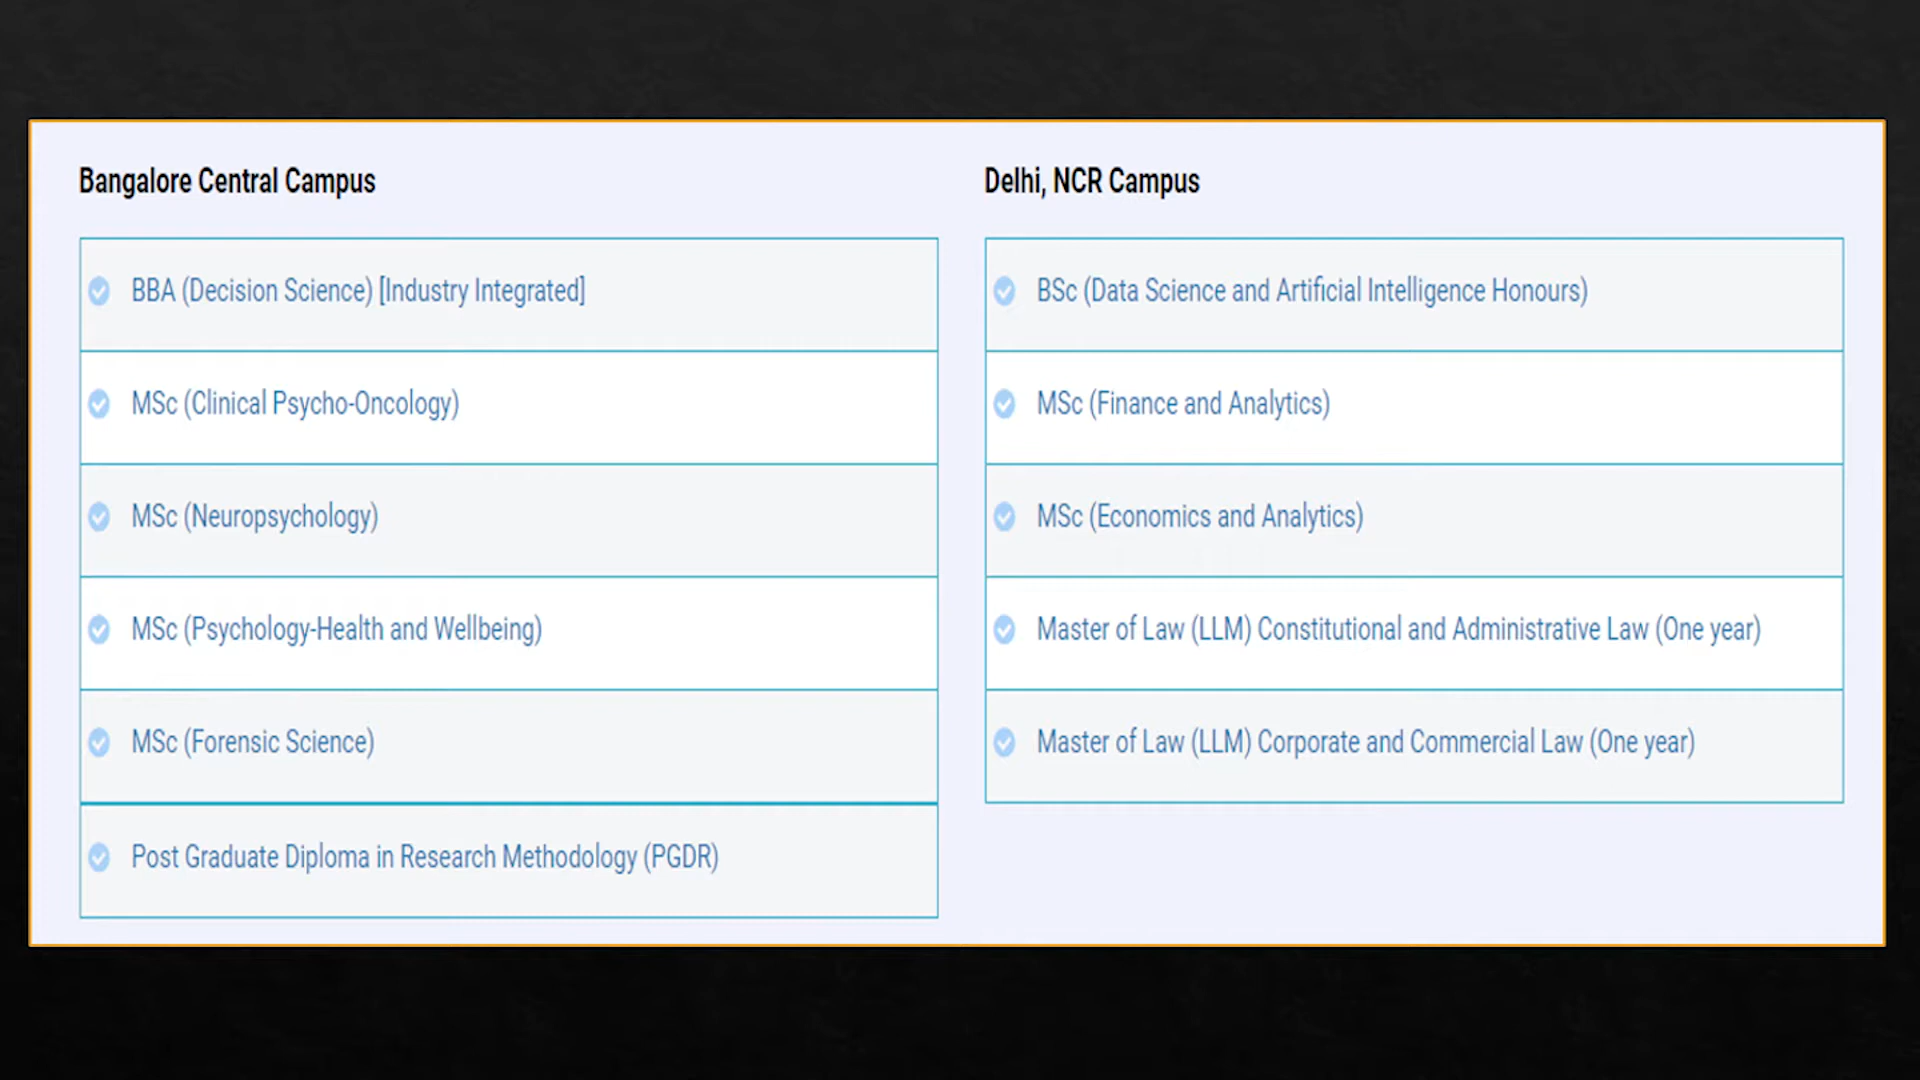 Bangalore Central Campus
BBA (Decision Science) [Industry Integrated]
MSc (Clinical Psycho-Oncology)
MSc (Neuropsychology)
MSc (Psychology-Health and Wellbeing)
MSc (Forensic Science)
Post Graduate Diploma in Research Methodology (PGDR)
Delhi, NCR Campus
BSc (Data Science and Artificial Intelligence Honours)
MSc (Finance and Analytics)
MSc (Economics and Analytics)
Master of Law (LLM) Constitutional and Administrative Law (One year)
Master of Law (LLM) Corporate and Commercial Law (One year)